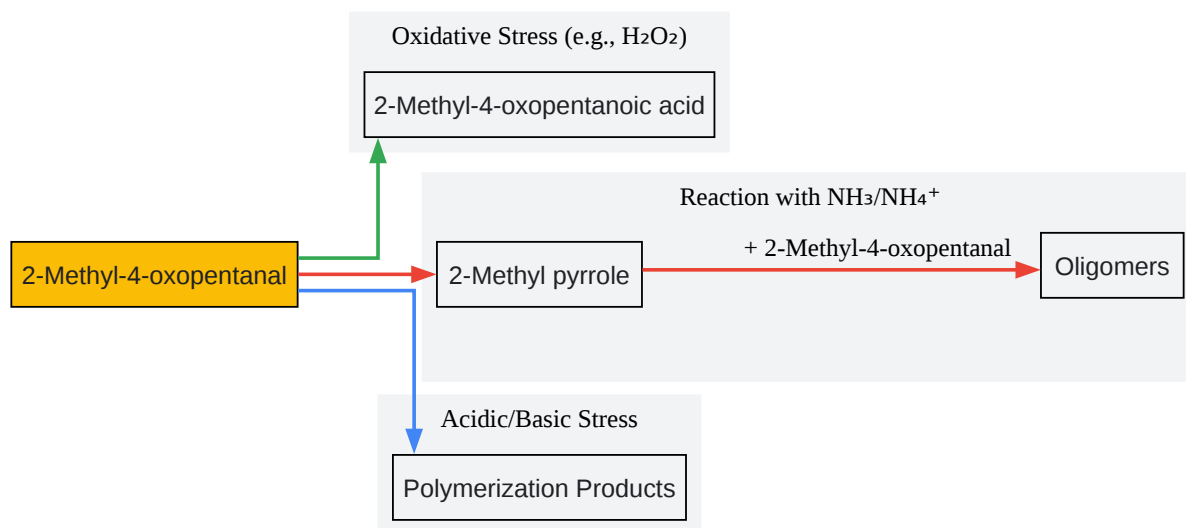 Oxidative Stress (e.g., H₂O₂)
2-Methyl-4-oxopentanoic acid
Reaction with NH₃/NH₄⁺
+ 2-Methyl-4-oxopentanal
2-Methyl-4-oxopentanal
2-Methyl pyrrole
Oligomers
Acidic/Basic Stress
Polymerization Products